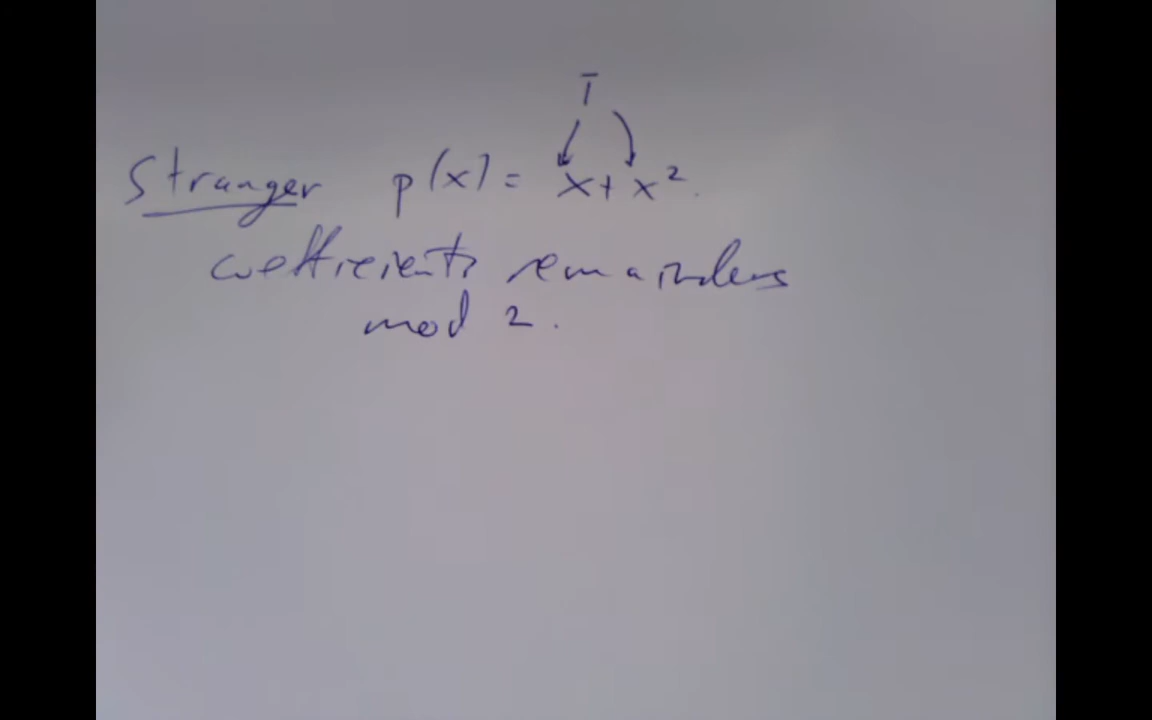 1̄
Stranger p(x) = x + x².
coefficients remainders
mod 2.